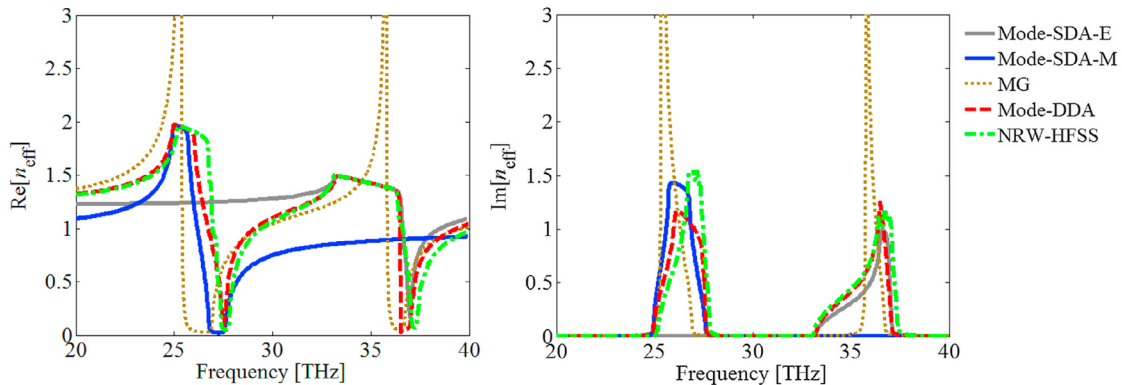 3
2.5
2
1.5
1
0.5
0
Re[n_eff]
20 25 30 35 40
Frequency [THz]
3
2.5
2
1.5
1
0.5
0
Im[n_eff]
20 25 30 35 40
Frequency [THz]
Mode-SDA-E
Mode-SDA-M
MG
Mode-DDA
NRW-HFSS